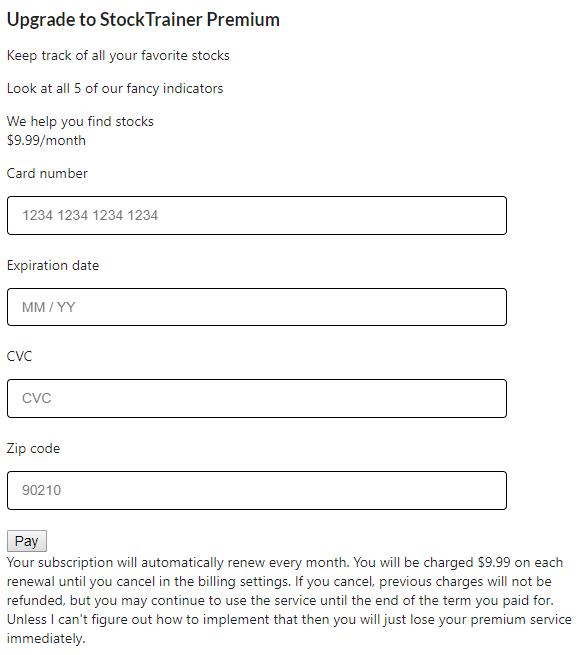 Upgrade to StockTrainer Premium
Keep track of all your favorite stocks
Look at all 5 of our fancy indicators
We help you find stocks
$9.99/month
Card number
1234 1234 1234 1234
Expiration date
MM / YY
CVC
CVC
Zip code
90210
Pay
Your subscription will automatically renew every month. You will be charged $9.99 on each
renewal until you cancel in the billing settings. If you cancel, previous charges will not be
refunded, but you may continue to use the service until the end of the term you paid for.
Unless I can't figure out how to implement that then you will just lose your premium service
immediately.